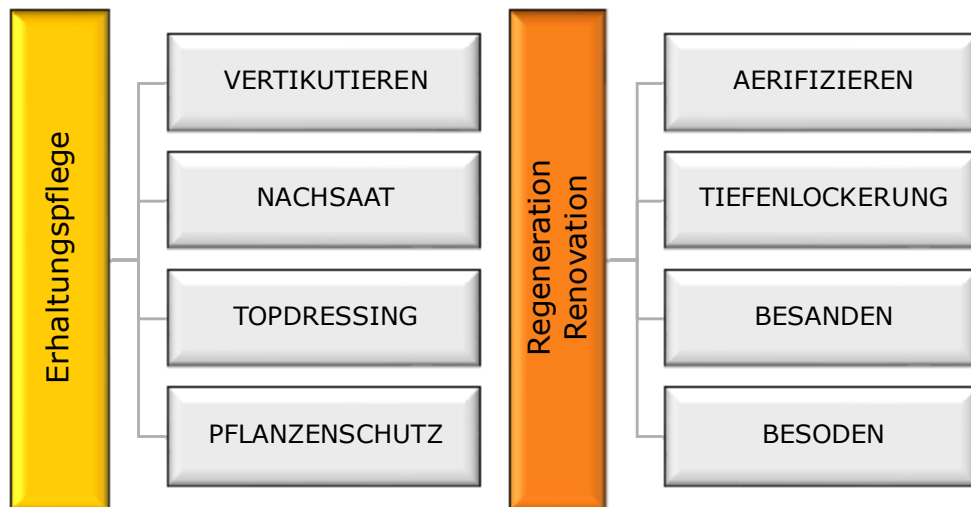 Erhaltungspflege
VERTIKUTIEREN
NACHSAAT
TOPDRESSING
PFLANZENSCHUTZ
Regeneration
Renovation
AERIFIZIEREN
TIEFENLOCKERUNG
BESANDEN
BESODEN